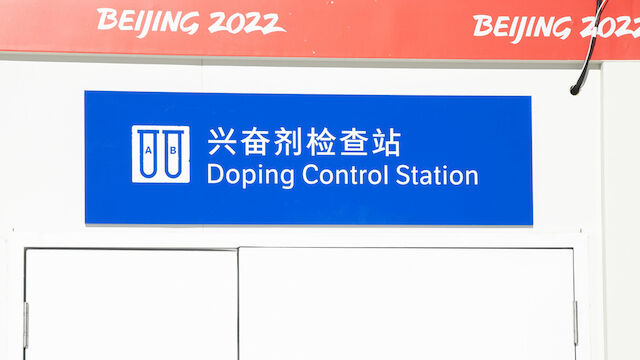 BEIJING 2022 BEIJING 2022
兴奋剂检查站
A B
Doping Control Station